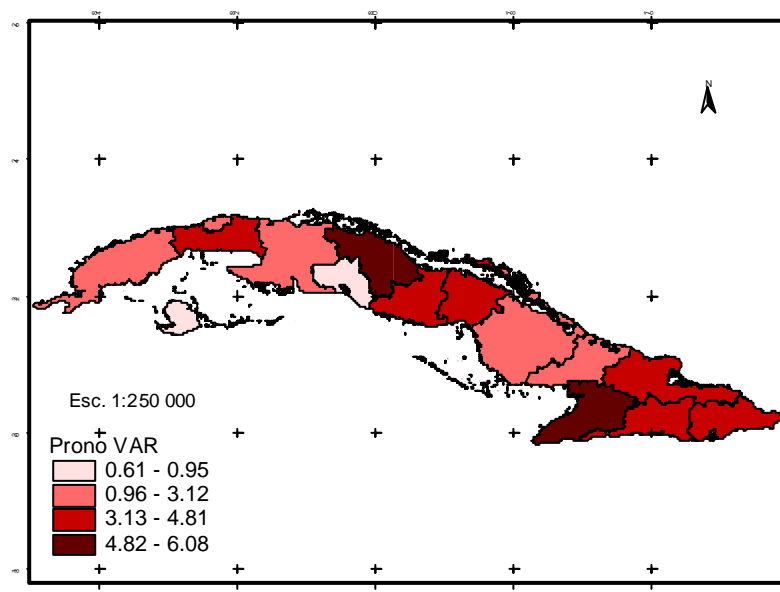 N
Esc. 1:250 000
Prono VAR
0.61 - 0.95
0.96 - 3.12
3.13 - 4.81
4.82 - 6.08